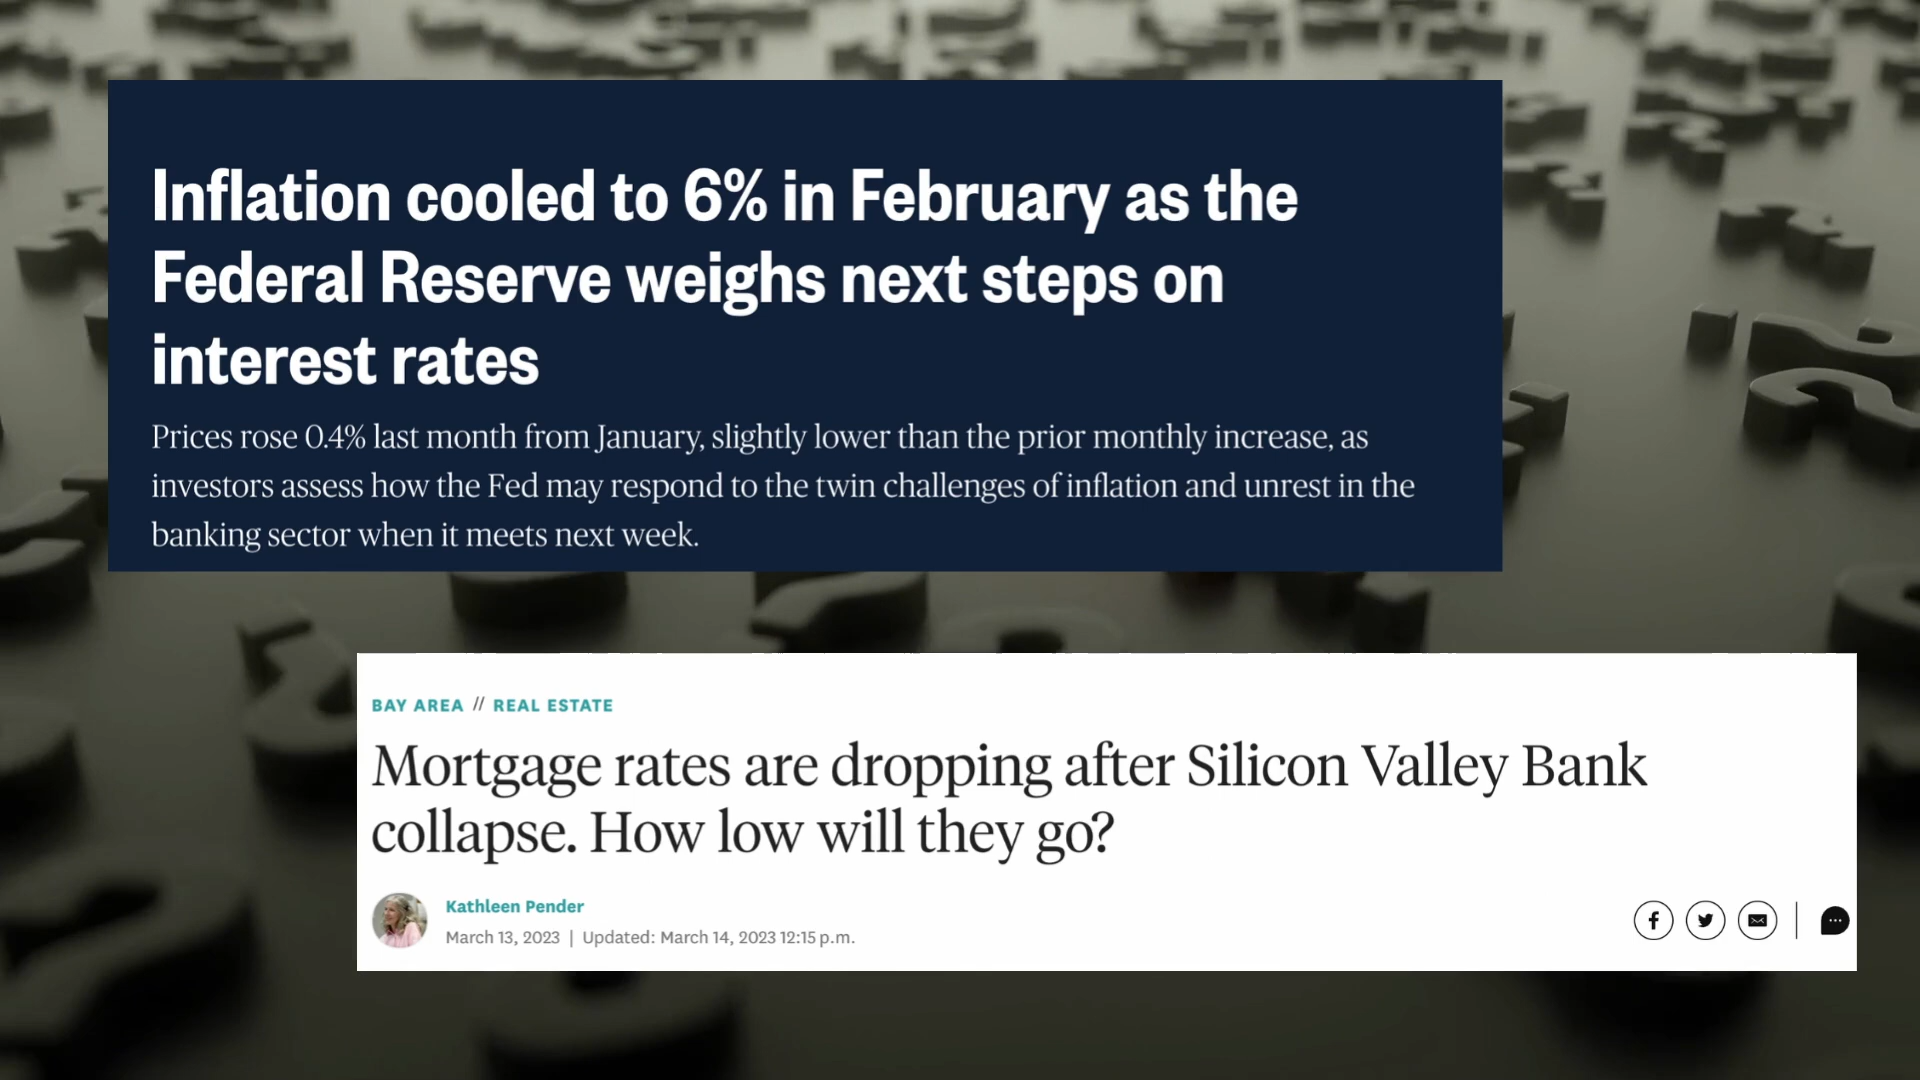 Inflation cooled to 6% in February as the
Federal Reserve weighs next steps on
interest rates
Prices rose 0.4% last month from January, slightly lower than the prior monthly increase, as
investors assess how the Fed may respond to the twin challenges of inflation and unrest in the
banking sector when it meets next week.
BAY AREA // REAL ESTATE
Mortgage rates are dropping after Silicon Valley Bank
collapse. How low will they go?
Kathleen Pender
March 13, 2023 | Updated: March 14, 2023 12:15 p.m.